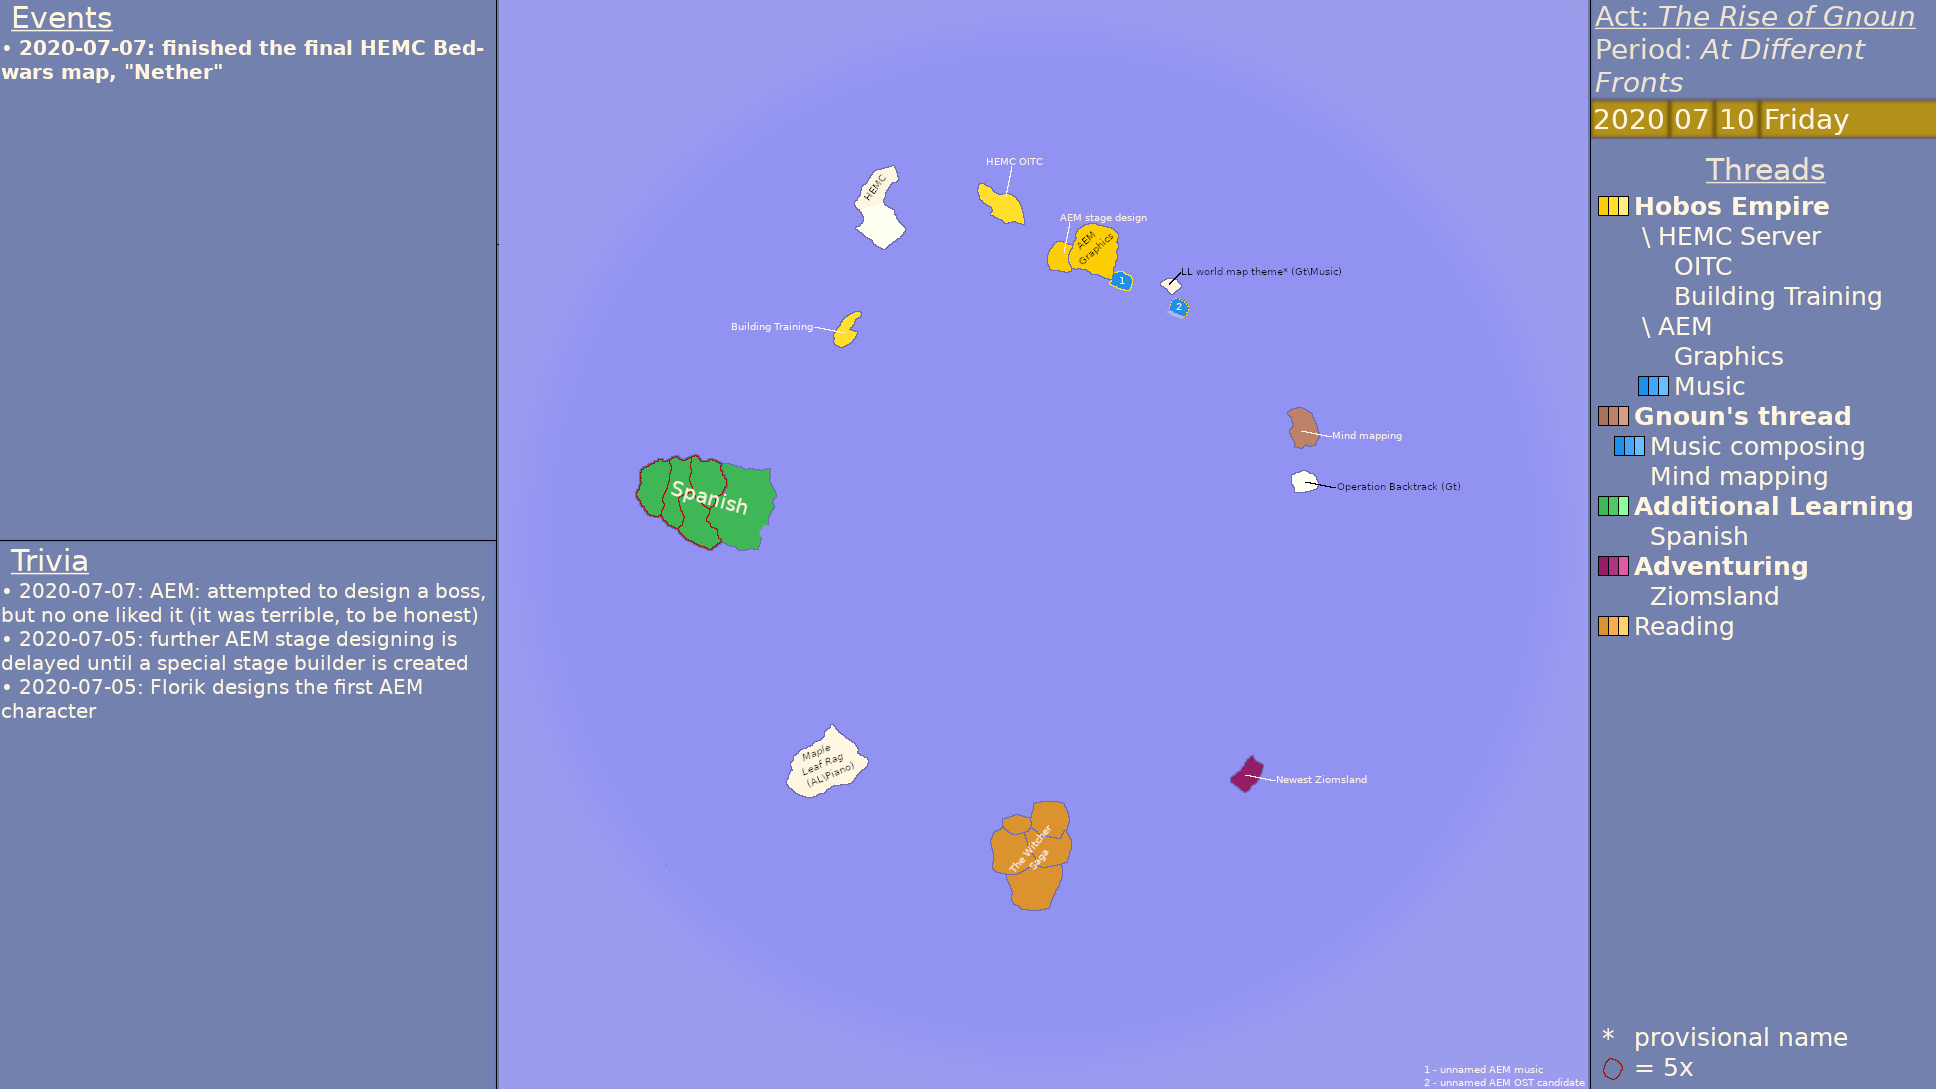 Events
• 2020-07-07: finished the final HEMC Bed-
wars map, "Nether"
Trivia
• 2020-07-07: AEM: attempted to design a boss,
but no one liked it (it was terrible, to be honest)
• 2020-07-05: further AEM stage designing is
delayed until a special stage builder is created
• 2020-07-05: Florik designs the first AEM
character
HEMC
HEMC OITC
AEM stage design
AEM
Graphics
1
LL world map theme* (Gt\Music)
2
Building Training
Mind mapping
Operation Backtrack (Gt)
Spanish
Maple
Leaf Rag
(AL\Piano)
Newest Ziomsland
The Witcher
Saga
1 - unnamed AEM music
2 - unnamed AEM OST candidate
Act: The Rise of Gnoun
Period: At Different
Fronts
2020 07 10 Friday
Threads
Hobos Empire
\ HEMC Server
OITC
Building Training
\ AEM
Graphics
Music
Gnoun's thread
Music composing
Mind mapping
Additional Learning
Spanish
Adventuring
Ziomsland
Reading
* provisional name
= 5x